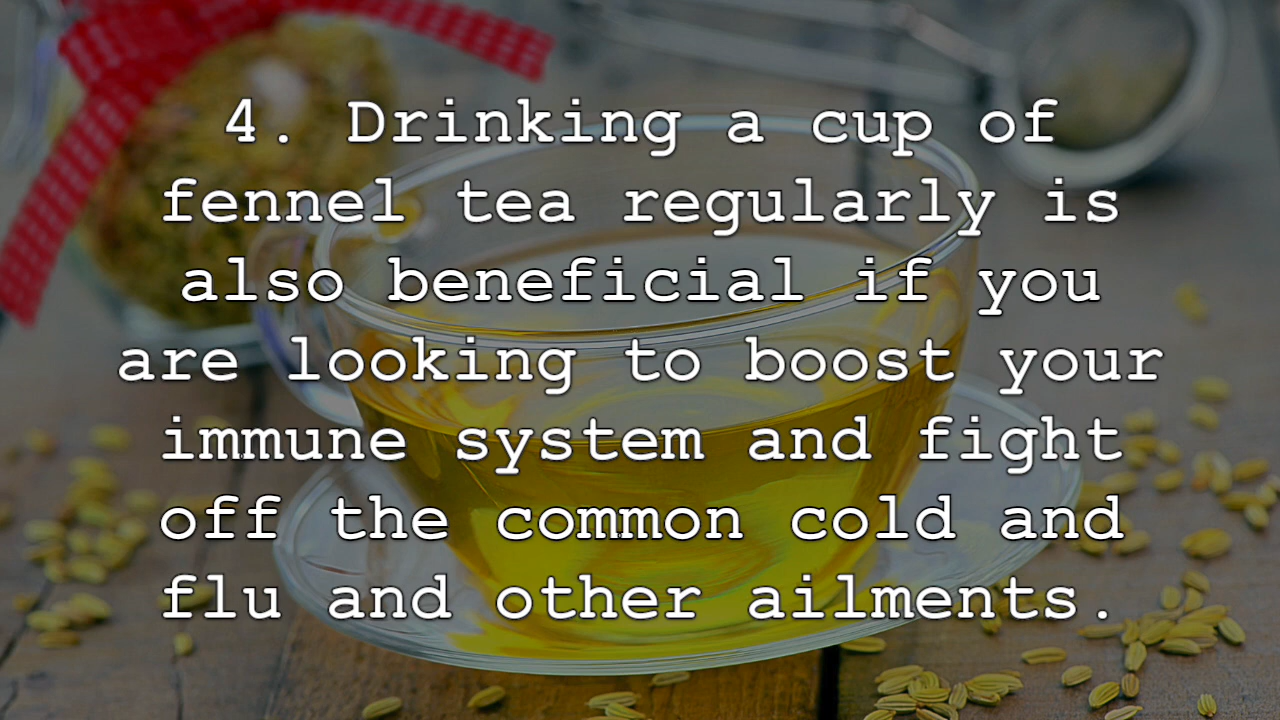 4. Drinking a cup of
fennel tea regularly is
also beneficial if you
are looking to boost your
immune system and fight
off the common cold and
flu and other ailments.